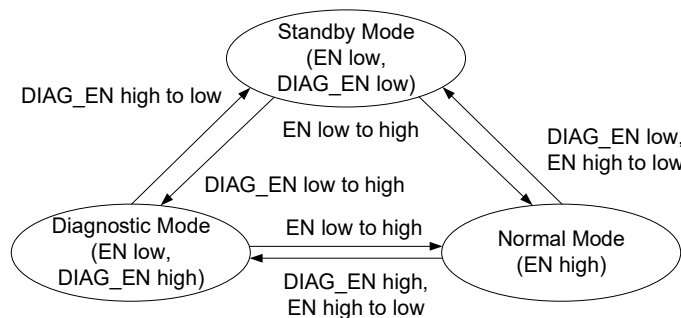 Standby Mode
(EN low,
DIAG_EN low)
DIAG_EN high to low
EN low to high
DIAG_EN low,
EN high to low
DIAG_EN low to high
Diagnostic Mode
(EN low,
DIAG_EN high)
EN low to high
Normal Mode
(EN high)
DIAG_EN high,
EN high to low